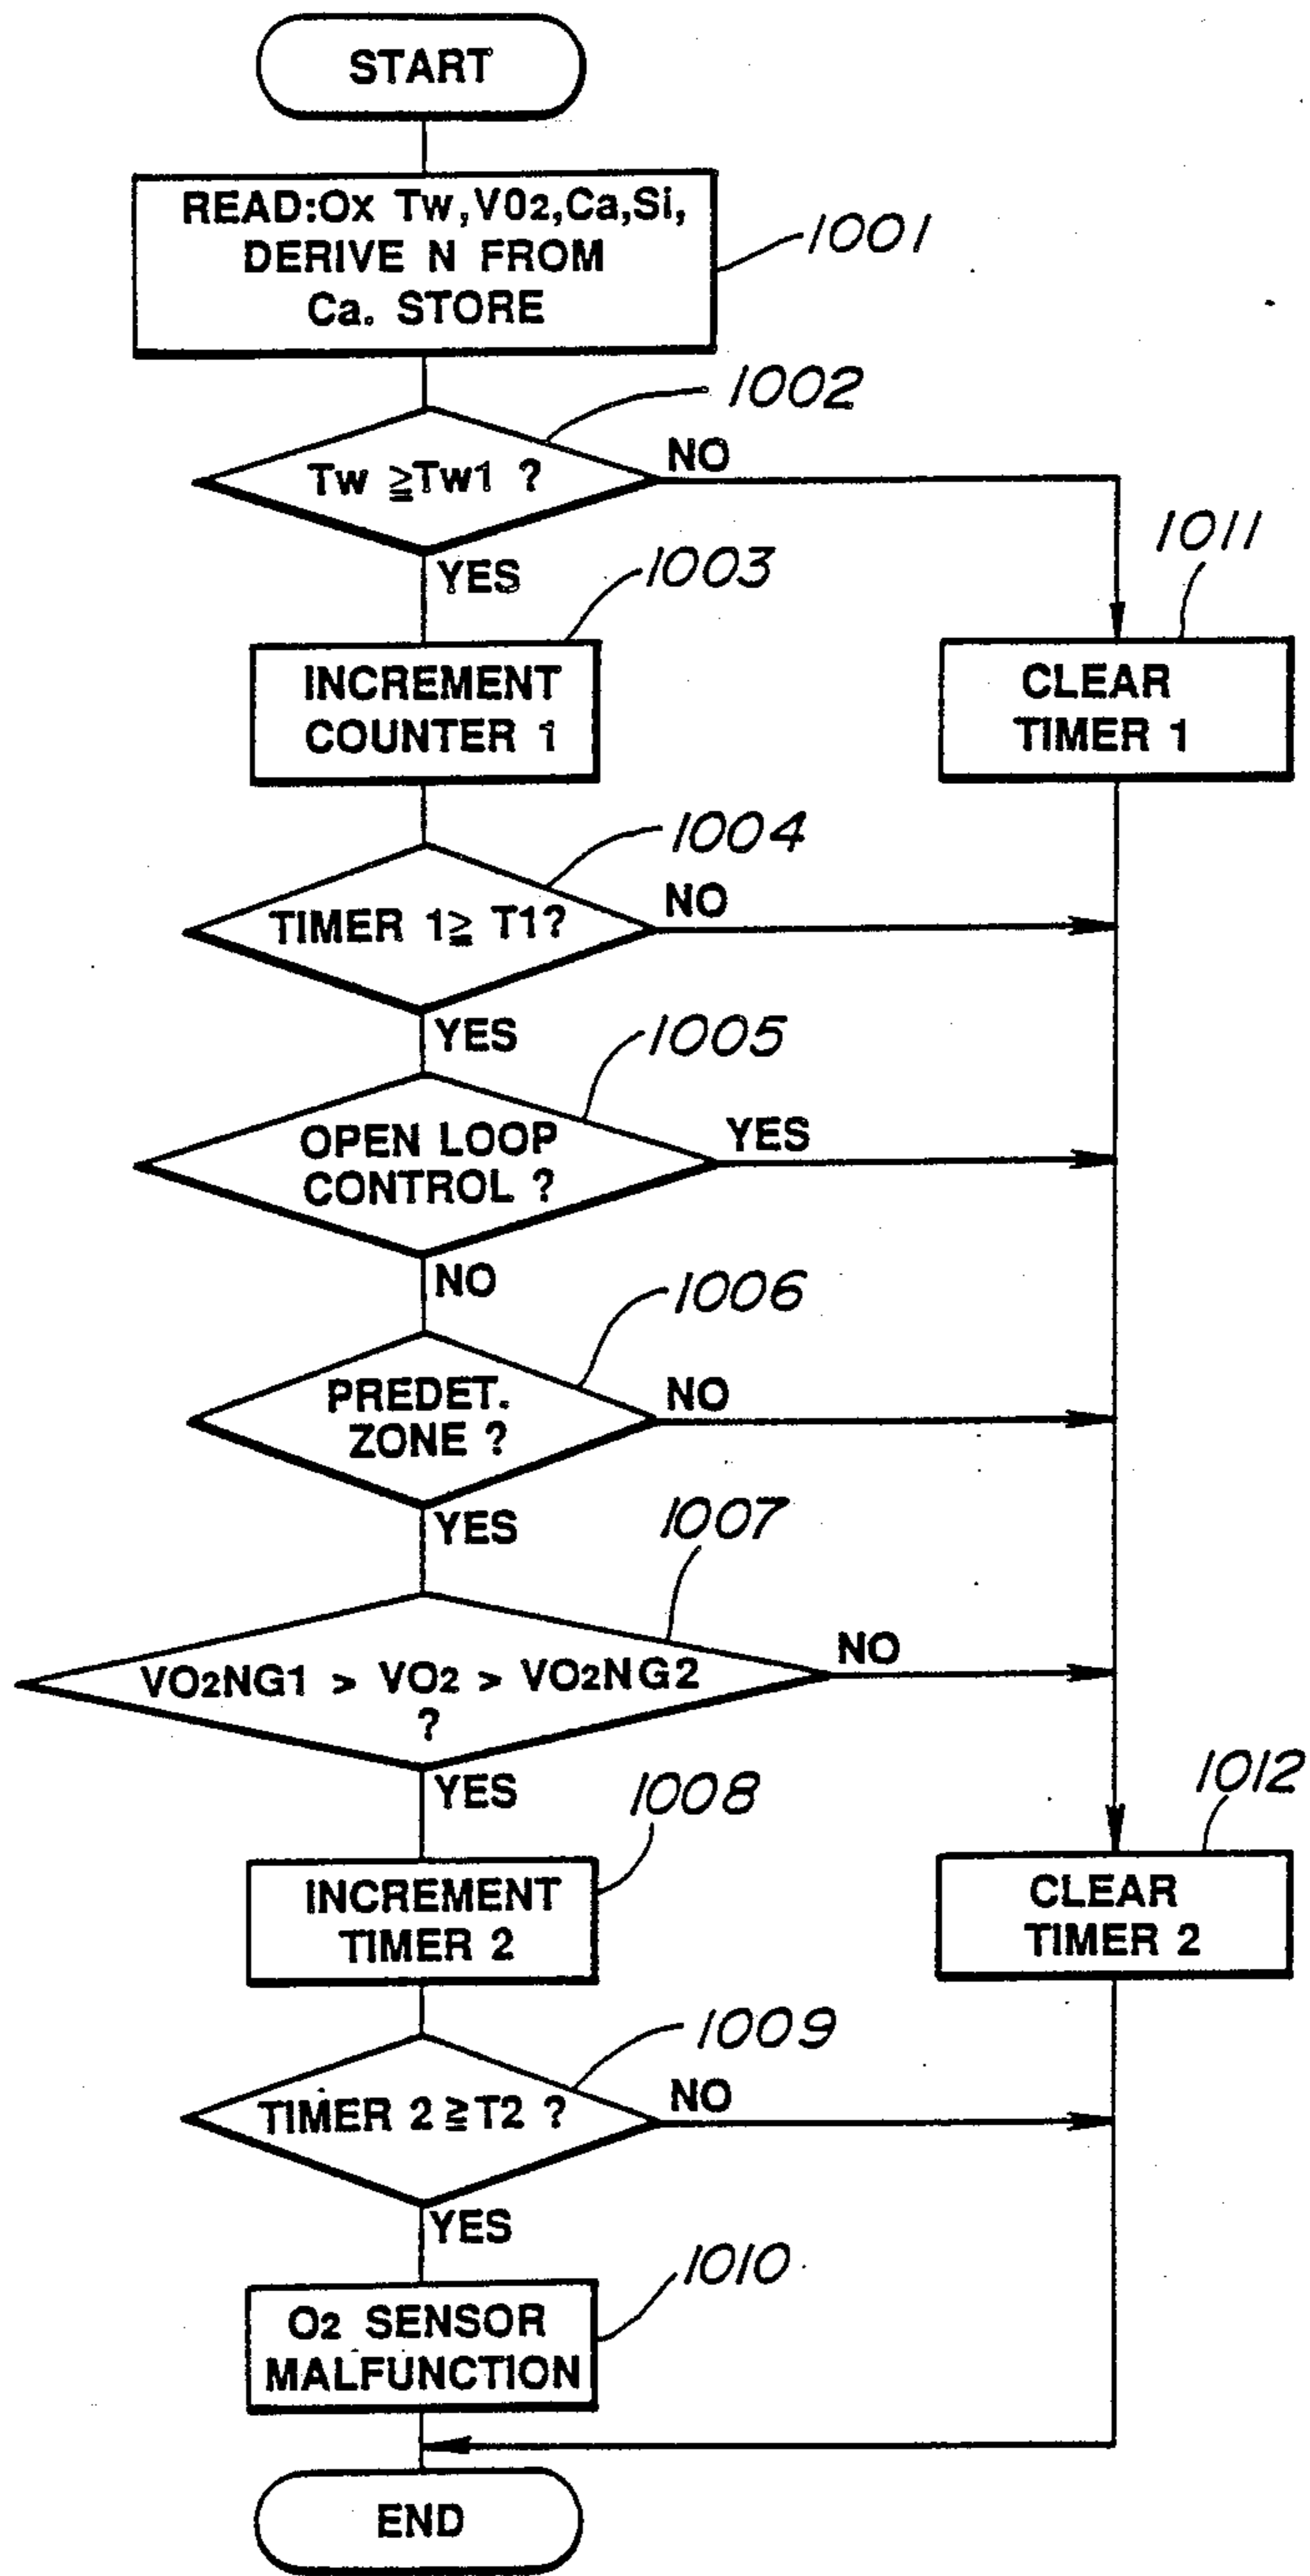 START
READ:Ox Tw,VO2,Ca,Si,
DERIVE N FROM
Ca. STORE
1001
1002
Tw ≧Tw1 ?
NO
YES
1003
1011
INCREMENT
COUNTER 1
CLEAR
TIMER 1
1004
TIMER 1≧ T1?
NO
YES
1005
OPEN LOOP
CONTROL ?
YES
NO
1006
PREDET.
ZONE ?
NO
YES
1007
VO2NG1 > VO2 > VO2NG2
?
NO
YES
1008
1012
INCREMENT
TIMER 2
CLEAR
TIMER 2
1009
TIMER 2 ≧ T2 ?
NO
YES
1010
O2 SENSOR
MALFUNCTION
END